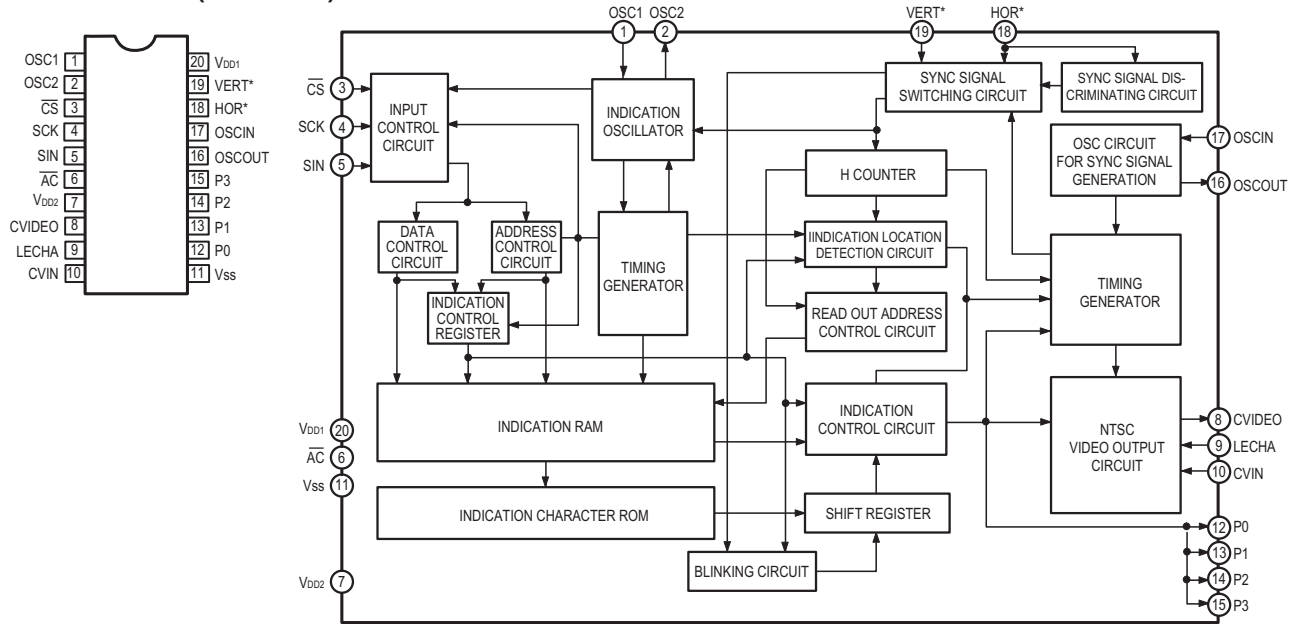 OSC1 1
OSC2 2
CS 3
SCK 4
SIN 5
AC 6
VDD2 7
CVIDEO 8
LECHA 9
CVIN 10
20 VDD1
19 VERT*
18 HOR*
17 OSCIN
16 OSCOUT
15 P3
14 P2
13 P1
12 P0
11 Vss
OSC1 OSC2
1 2
VERT* HOR*
19 18
CS 3
SCK 4
SIN 5
INPUT
CONTROL
CIRCUIT
INDICATION
OSCILLATOR
SYNC SIGNAL
SWITCHING CIRCUIT
SYNC SIGNAL DIS-
CRIMINATING CIRCUIT
OSC CIRCUIT
FOR SYNC SIGNAL
GENERATION
17 OSCIN
16 OSCOUT
H COUNTER
DATA
CONTROL
CIRCUIT
ADDRESS
CONTROL
CIRCUIT
TIMING
GENERATOR
IINDICATION LOCATION
DETECTION CIRCUIT
TIMING
GENERATOR
INDICATION
CONTROL
REGISTER
READ OUT ADDRESS
CONTROL CIRCUIT
VDD1 20
AC 6
Vss 11
VDD2 7
INDICATION RAM
INDICATION
CONTROL CIRCUIT
NTSC
VIDEO OUTPUT
CIRCUIT
8 CVIDEO
9 LECHA
10 CVIN
INDICATION CHARACTER ROM
SHIFT REGISTER
BLINKING CIRCUIT
12 P0
13 P1
14 P2
15 P3